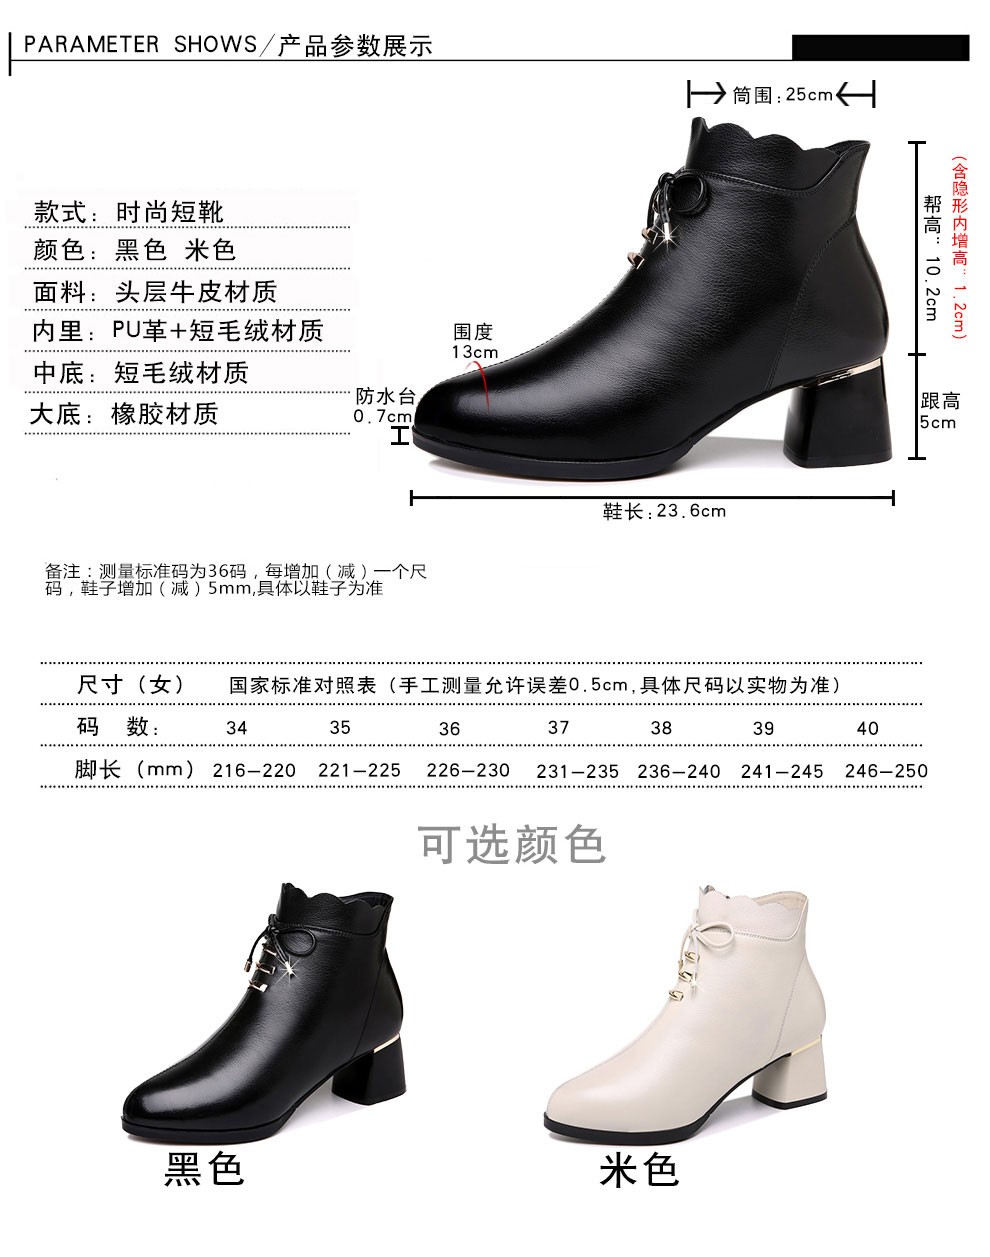 PARAMETER SHOWS/产品参数展示
筒围:25cm
(含隐形内增高:1.2cm)
帮高:10.2cm
款式：时尚短靴
颜色：黑色 米色
面料：头层牛皮材质
内里：PU革+短毛绒材质
中底：短毛绒材质
大底：橡胶材质
围度
13cm
防水台
0.7cm
跟高
5cm
鞋长:23.6cm
备注：测量标准码为36码，每增加（减）一个尺
码，鞋子增加（减）5mm,具体以鞋子为准
尺寸（女） 国家标准对照表（手工测量允许误差0.5cm,具体尺码以实物为准）
码 数: 34 35 36 37 38 39 40
脚长（mm） 216—220 221—225 226—230 231—235 236—240 241—245 246—250
可选颜色
黑色 米色